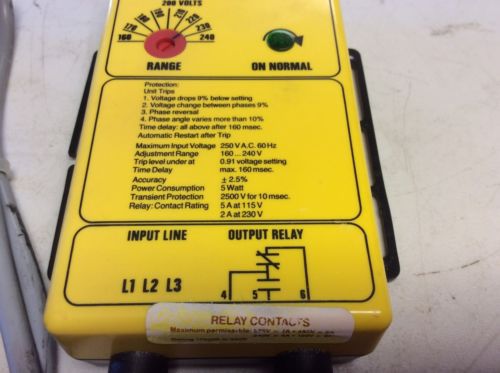 200 VOLTS
160 170 180 190 210 220 230 240
RANGE
ON NORMAL
Protection:
Unit Trips
1. Voltage drops 9% below setting
2. Voltage change between phases 9%
3. Phase reversal
4. Phase angle varies more than 10%
Time delay: all above after 160 msec.
Automatic Restart after Trip
Maximum Input Voltage 250 V A.C. 60 Hz
Adjustment Range 160 ... 240 V
Trip level under at 0.91 voltage setting
Time Delay max. 160 msec.
Accuracy ± 2.5%
Power Consumption 5 Watt
Transient Protection 2500 V for 10 msec.
Relay: Contact Rating 5 A at 115 V
2 A at 230 V
INPUT LINE OUTPUT RELAY
L1 L2 L3 4 5 6
RELAY CONTACTS
Maximum permissable: